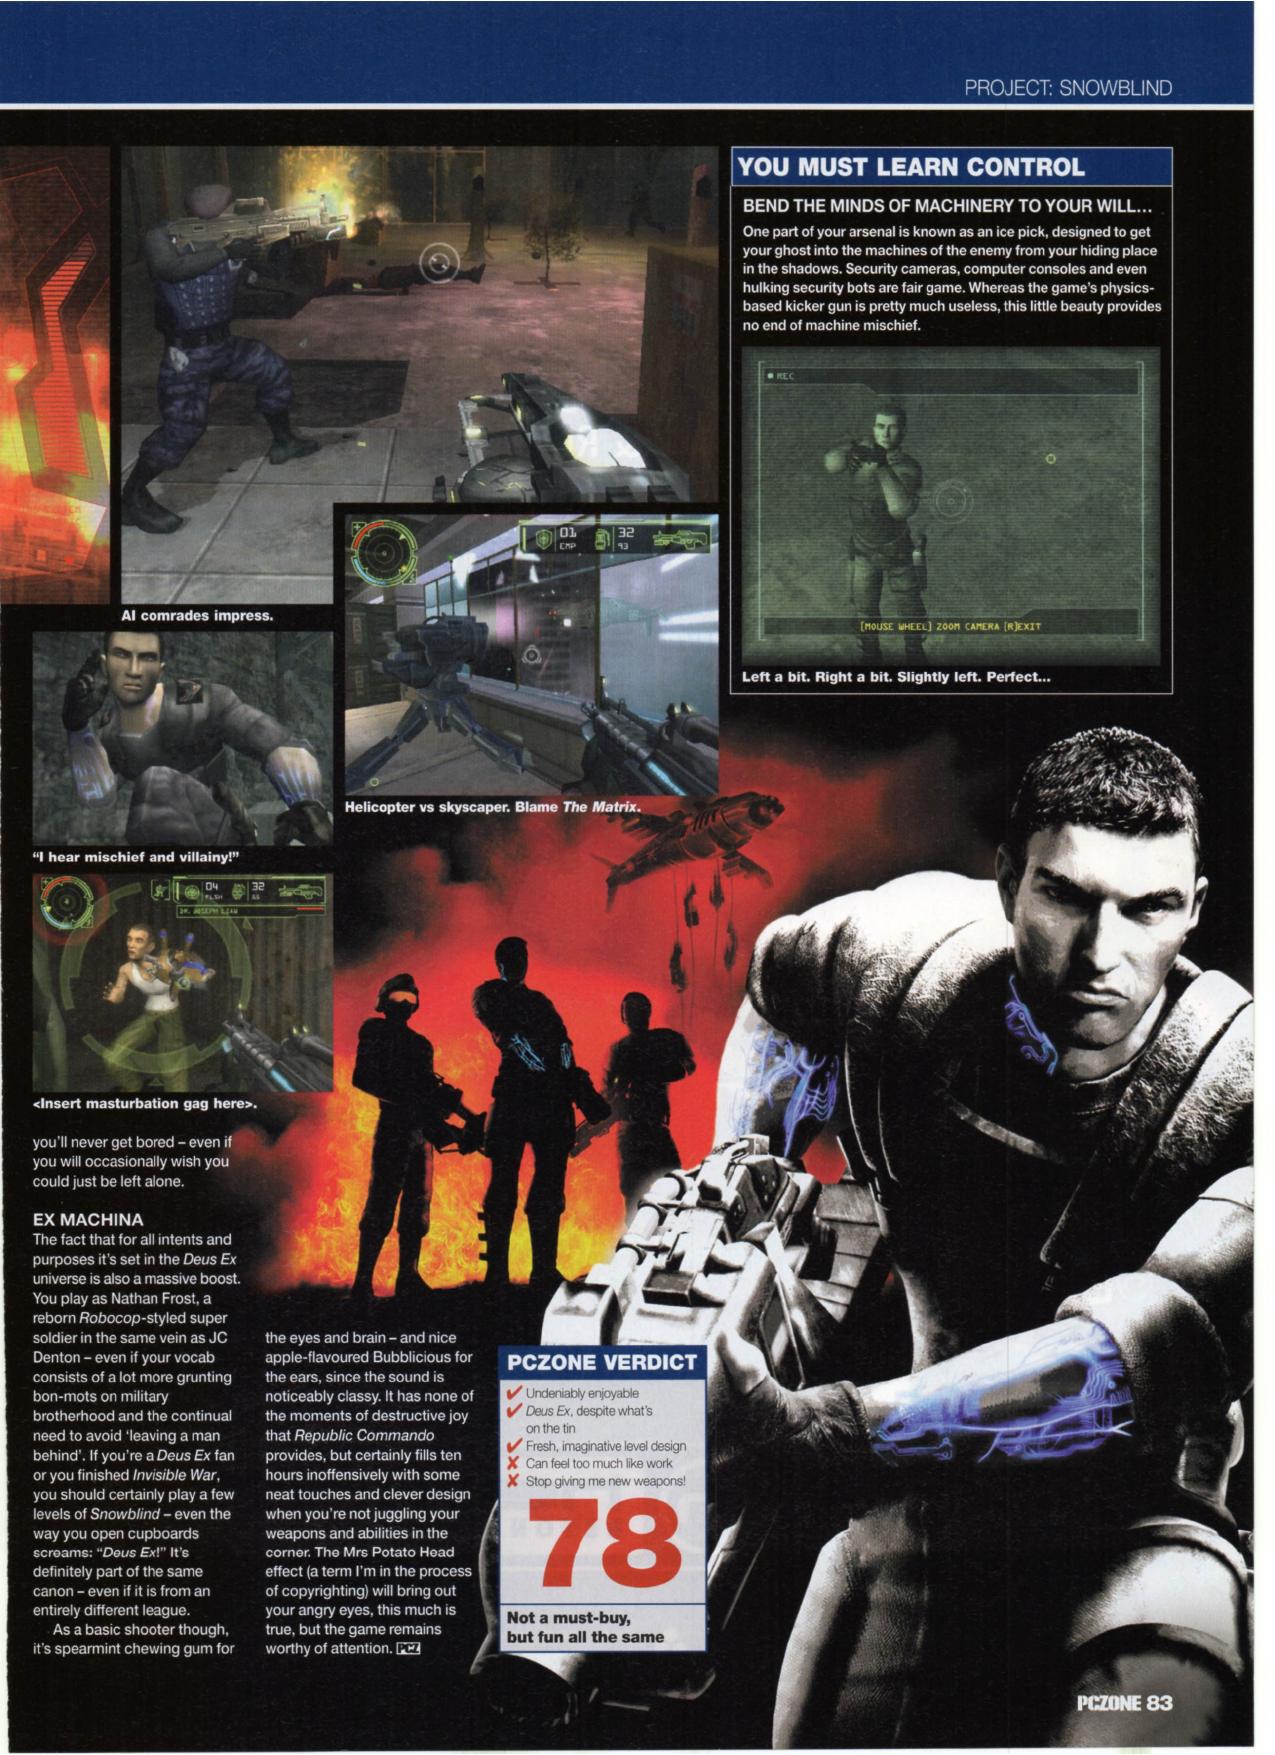 PROJECT: SNOWBLIND
AI comrades impress.
01
EMP
32
93
Helicopter vs skyscaper. Blame The Matrix.
"I hear mischief and villainy!"
04
FLSH
32
DR. JOSEPH LIAW
<Insert masturbation gag here>.
YOU MUST LEARN CONTROL
BEND THE MINDS OF MACHINERY TO YOUR WILL...
One part of your arsenal is known as an ice pick, designed to get
your ghost into the machines of the enemy from your hiding place
in the shadows. Security cameras, computer consoles and even
hulking security bots are fair game. Whereas the game's physics-
based kicker gun is pretty much useless, this little beauty provides
no end of machine mischief.
REC
[MOUSE WHEEL] ZOOM CAMERA [R]EXIT
Left a bit. Right a bit. Slightly left. Perfect...
you'll never get bored – even if
you will occasionally wish you
could just be left alone.
EX MACHINA
The fact that for all intents and
purposes it's set in the Deus Ex
universe is also a massive boost.
You play as Nathan Frost, a
reborn Robocop-styled super
soldier in the same vein as JC
Denton – even if your vocab
consists of a lot more grunting
bon-mots on military
brotherhood and the continual
need to avoid 'leaving a man
behind'. If you're a Deus Ex fan
or you finished Invisible War,
you should certainly play a few
levels of Snowblind – even the
way you open cupboards
screams: "Deus Ex!" It's
definitely part of the same
canon – even if it is from an
entirely different league.
As a basic shooter though,
it's spearmint chewing gum for
the eyes and brain – and nice
apple-flavoured Bubblicious for
the ears, since the sound is
noticeably classy. It has none of
the moments of destructive joy
that Republic Commando
provides, but certainly fills ten
hours inoffensively with some
neat touches and clever design
when you're not juggling your
weapons and abilities in the
corner. The Mrs Potato Head
effect (a term I'm in the process
of copyrighting) will bring out
your angry eyes, this much is
true, but the game remains
worthy of attention. PCZ
PCZONE VERDICT
Undeniably enjoyable
Deus Ex, despite what's
on the tin
Fresh, imaginative level design
Can feel too much like work
Stop giving me new weapons!
78
Not a must-buy,
but fun all the same
PCZONE 83